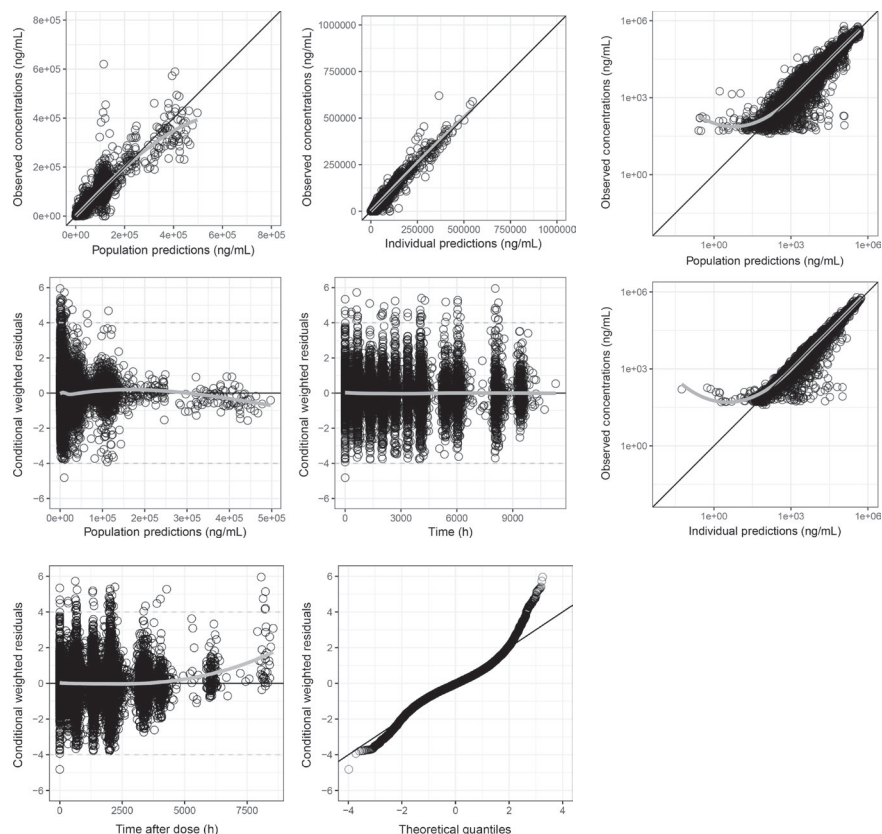 8e+05
6e+05
4e+05
2e+05
0e+00
Observed concentrations (ng/mL)
0e+00 2e+05 4e+05 6e+05 8e+05
Population predictions (ng/mL)
1000000
750000
500000
250000
0
Observed concentrations (ng/mL)
0 250000 500000 750000 1000000
Individual predictions (ng/mL)
1e+06
1e+03
1e+00
Observed concentrations (ng/mL)
1e+00 1e+03 1e+06
Population predictions (ng/mL)
6
4
2
0
−2
−4
−6
Conditional weighted residuals
0e+00 1e+05 2e+05 3e+05 4e+05 5e+05
Population predictions (ng/mL)
6
4
2
0
−2
−4
−6
Conditional weighted residuals
0 3000 6000 9000
Time (h)
1e+06
1e+03
1e+00
Observed concentrations (ng/mL)
1e+00 1e+03 1e+06
Individual predictions (ng/mL)
6
4
2
0
−2
−4
−6
Conditional weighted residuals
0 2500 5000 7500
Time after dose (h)
6
4
2
0
−2
−4
−6
Conditional weighted residuals
−4 −2 0 2 4
Theoretical quantiles